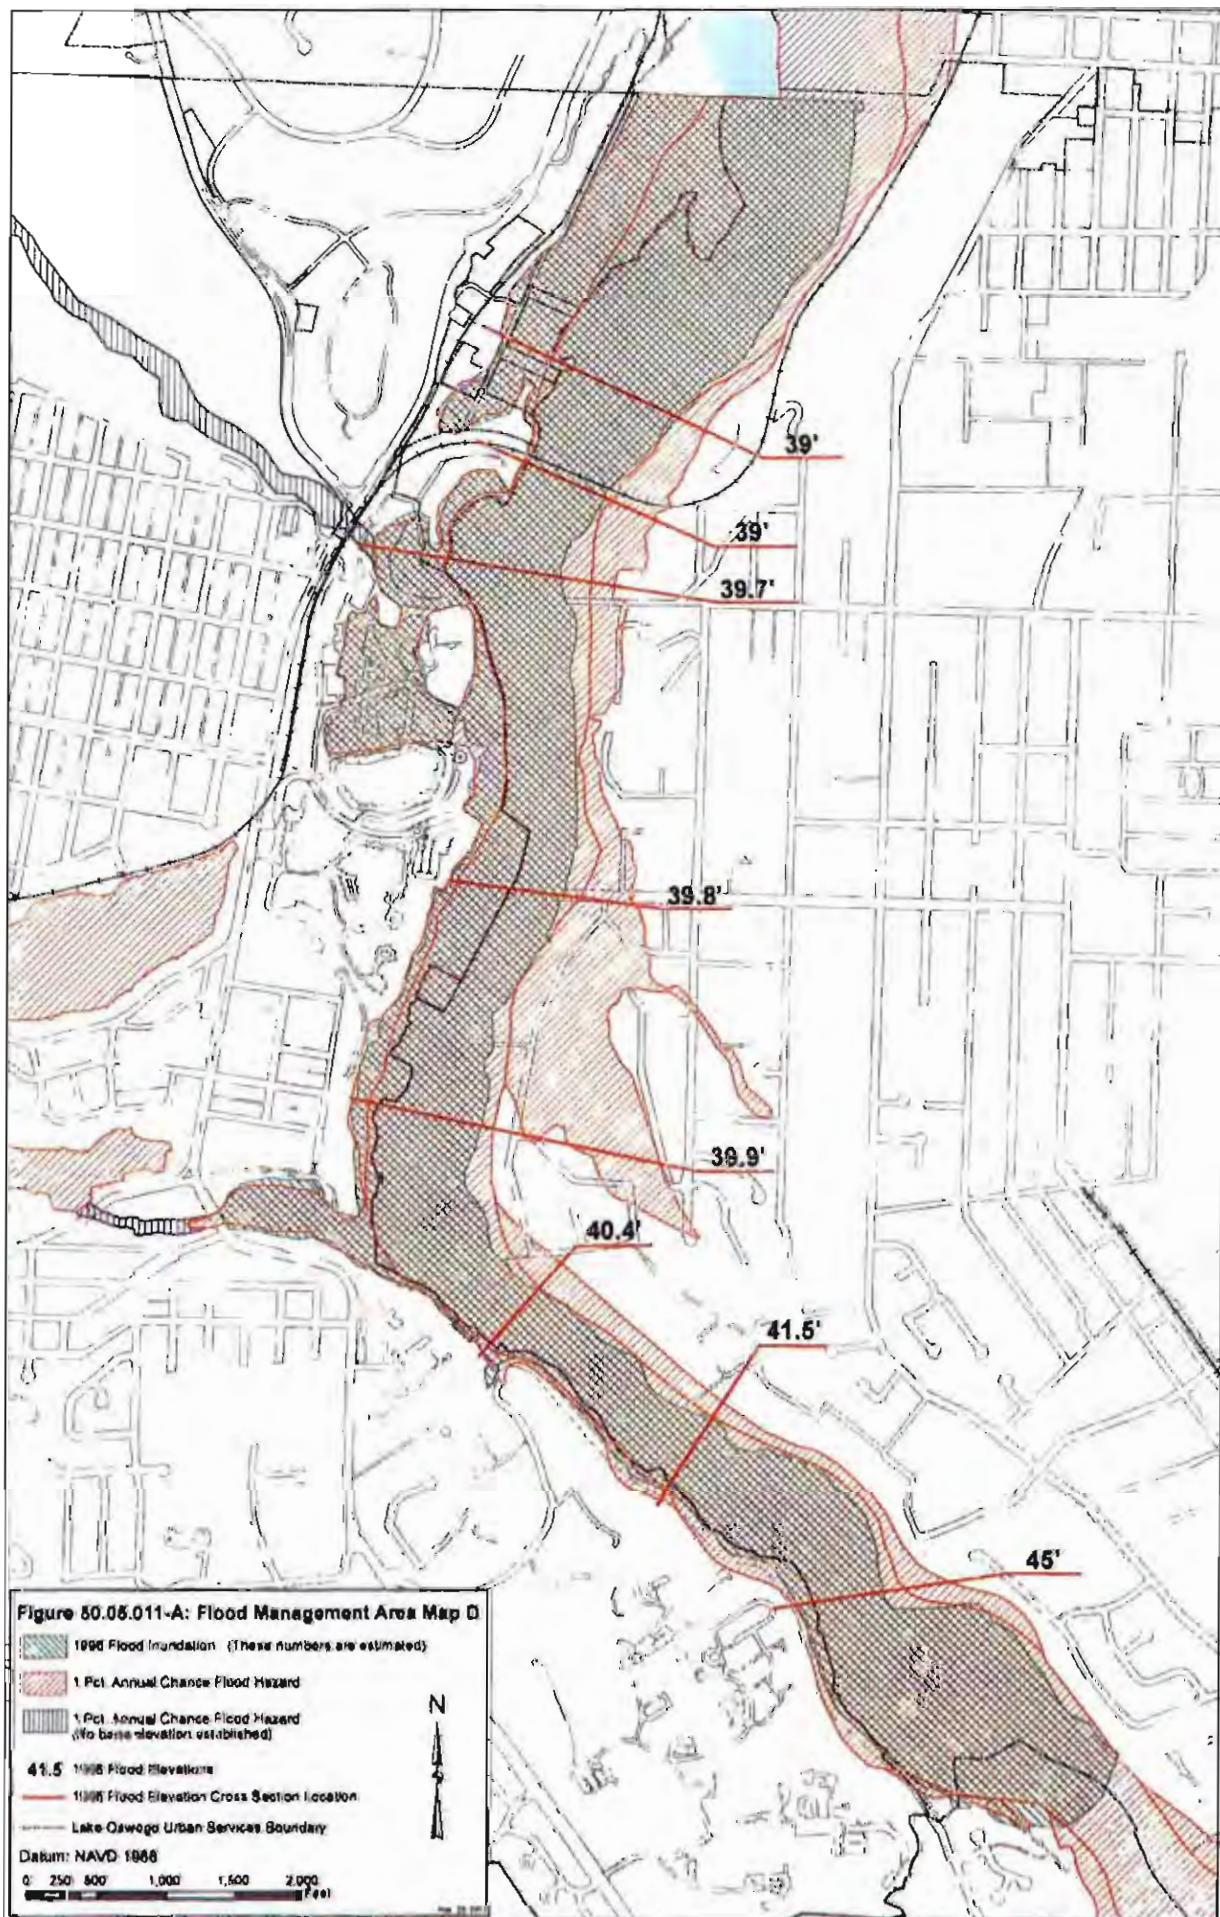 39'
39'
39.7'
39.8'
39.9'
40.4'
41.5'
45'
Figure 50.05.011-A: Flood Management Area Map D
1996 Flood Inundation (These numbers are estimated)
1 Pct. Annual Chance Flood Hazard
1 Pct. Annual Chance Flood Hazard
(No base elevation established)
N
41.5 1996 Flood Elevations
1996 Flood Elevation Cross Section Location
Lake Oswego Urban Services Boundary
Datum: NAVD 1988
0 250 500 1,000 1,500 2,000
Feet